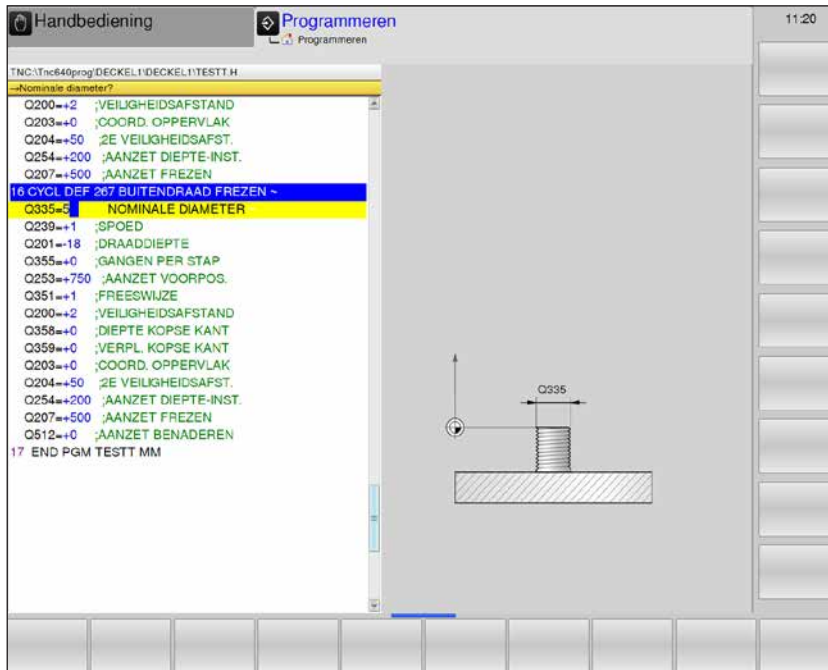 Handbediening
Programmeren
Programmeren
11:20
TNC:\Tnc640prog\DECKEL1\DECKEL1\TESTT.H
→Nominale diameter?
Q200=+2 ;VEILIGHEIDSAFSTAND
Q203=+0 ;COORD. OPPERVLAK
Q204=+50 ;2E VEILIGHEIDSAFST.
Q254=+200 ;AANZET DIEPTE-INST.
Q207=+500 ;AANZET FREZEN
16 CYCL DEF 267 BUITENDRAAD FREZEN ~
Q335=5 NOMINALE DIAMETER
Q239=+1 ;SPOED
Q201=-18 ;DRAADDIEPTE
Q355=+0 ;GANGEN PER STAP
Q253=+750 ;AANZET VOORPOS.
Q351=+1 ;FREESWIJZE
Q200=+2 ;VEILIGHEIDSAFSTAND
Q358=+0 ;DIEPTE KOPSE KANT
Q359=+0 ;VERPL. KOPSE KANT
Q203=+0 ;COORD. OPPERVLAK
Q204=+50 ;2E VEILIGHEIDSAFST.
Q254=+200 ;AANZET DIEPTE-INST.
Q207=+500 ;AANZET FREZEN
Q512=+0 ;AANZET BENADEREN
17 END PGM TESTT MM
Q335